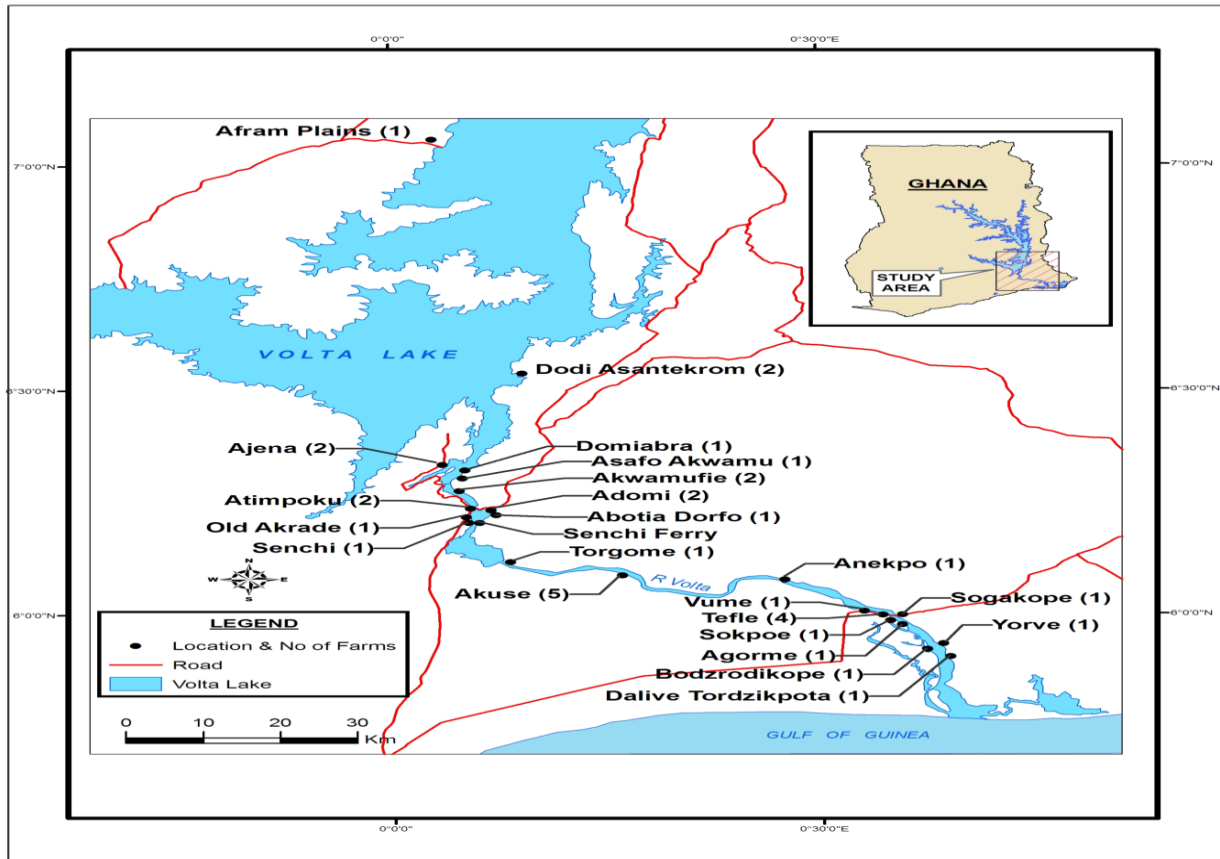 0°0'0"
0°30'0"E
Afram Plains (1)
7°0'0"N
7°0'0"N
GHANA
STUDY
AREA
VOLTA LAKE
Dodi Asantekrom (2)
6°30'0"N
6°30'0"N
Ajena (2)
Domiabra (1)
Asafo Akwamu (1)
Akwamufie (2)
Atimpoku (2)
Adomi (2)
Old Akrade (1)
Abotia Dorfo (1)
Senchi (1)
Senchi Ferry
Torgome (1)
N
W E
S
Akuse (5)
R Volta
Anekpo (1)
6°0'0"N
6°0'0"N
Vume (1)
Sogakope (1)
Tefle (4)
Yorve (1)
Sokpoe (1)
Agorme (1)
Bodzrodikope (1)
Dalive Tordzikpota (1)
LEGEND
Location & No of Farms
Road
Volta Lake
0 10 20 30
Km
GULF OF GUINEA
0°0'0"
0°30'0"E